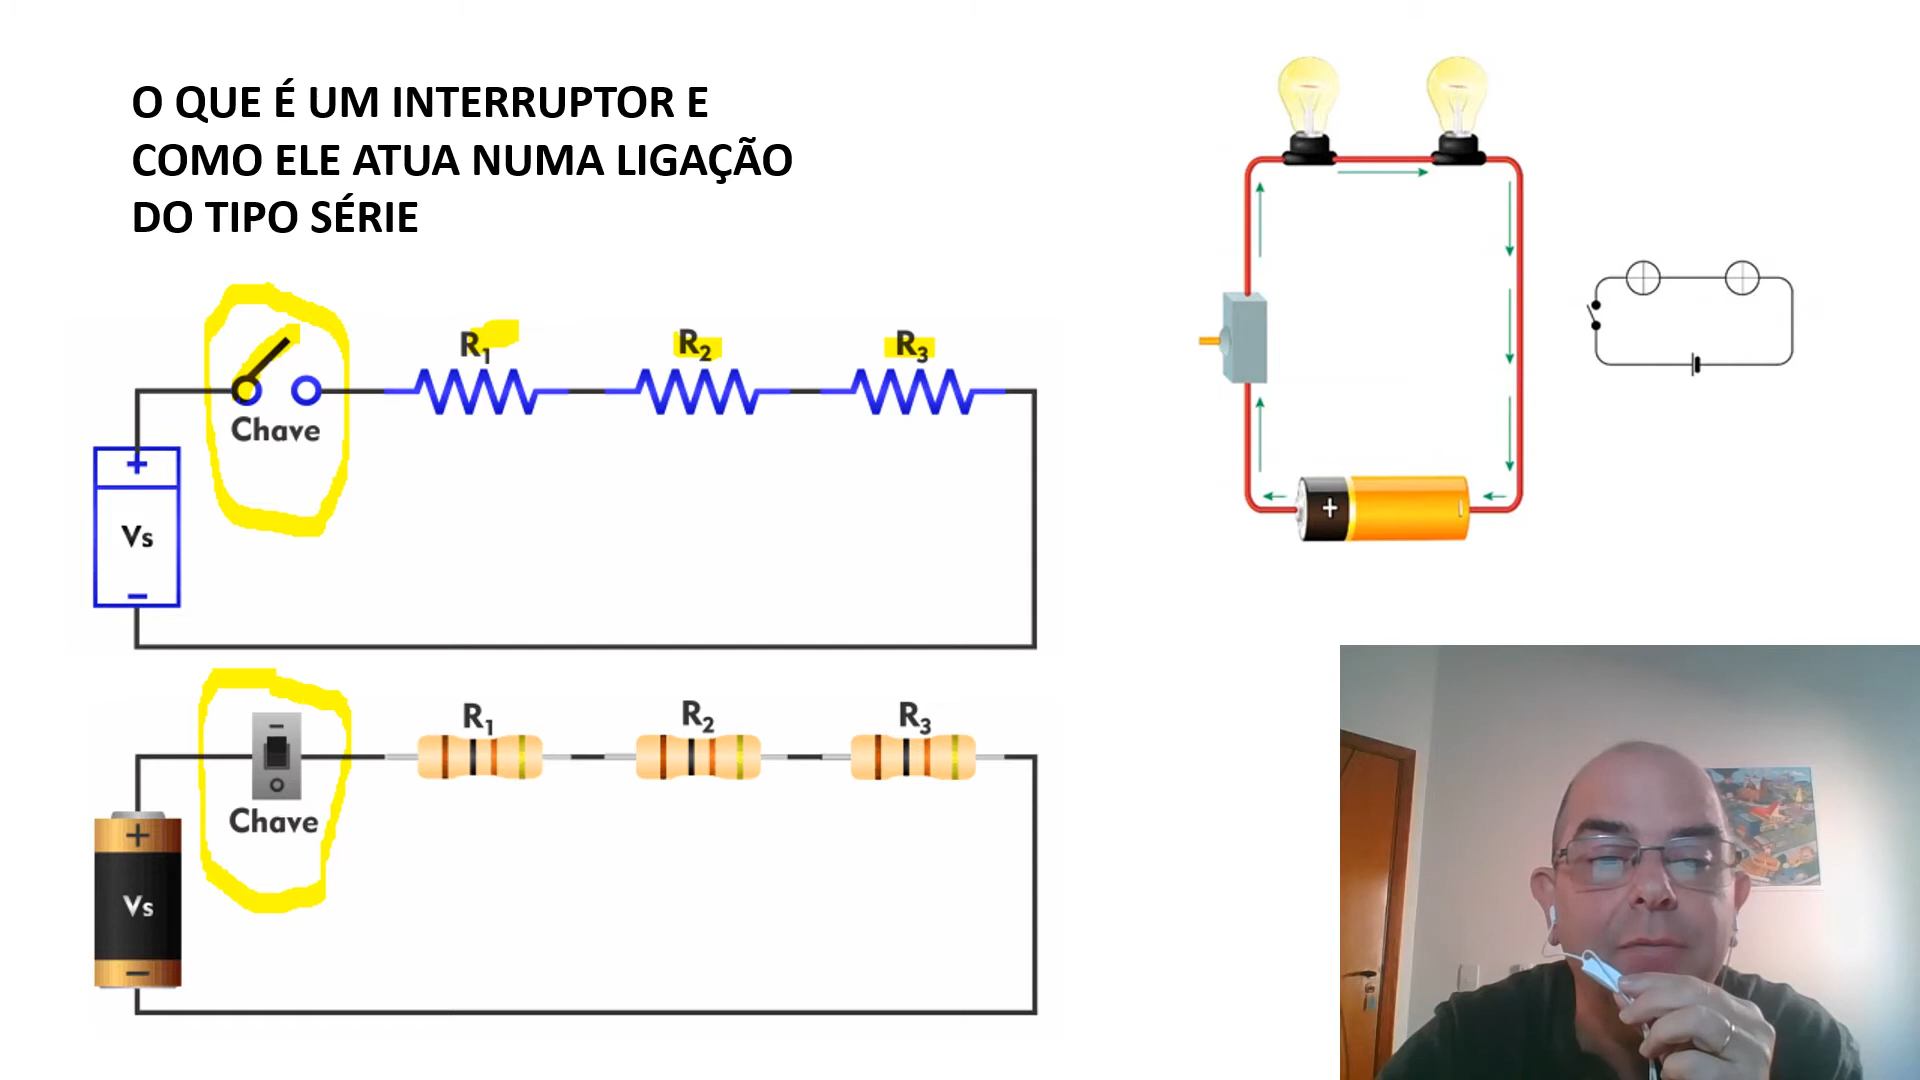 O QUE É UM INTERRUPTOR E
COMO ELE ATUA NUMA LIGAÇÃO
DO TIPO SÉRIE
R1 R2 R3
Chave
+
Vs
−
R1 R2 R3
Chave
+
Vs
−
+ −